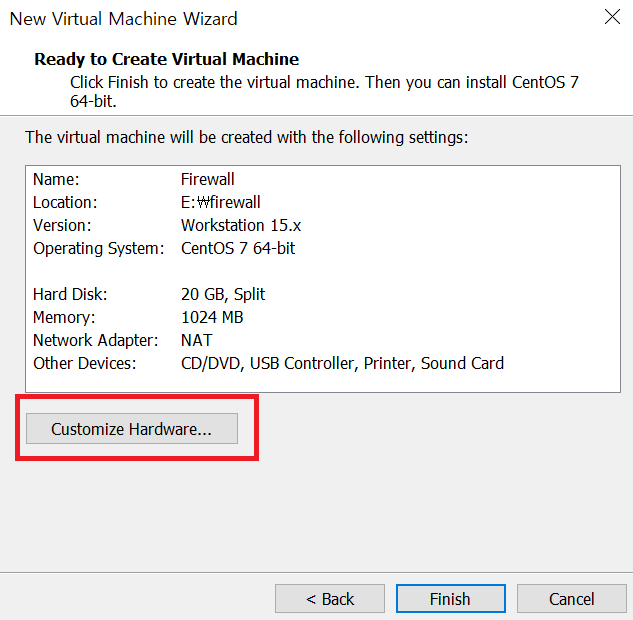 New Virtual Machine Wizard
Ready to Create Virtual Machine
Click Finish to create the virtual machine. Then you can install CentOS 7
64-bit.
The virtual machine will be created with the following settings:
Name: Firewall
Location: E:₩firewall
Version: Workstation 15.x
Operating System: CentOS 7 64-bit
Hard Disk: 20 GB, Split
Memory: 1024 MB
Network Adapter: NAT
Other Devices: CD/DVD, USB Controller, Printer, Sound Card
Customize Hardware...
< Back Finish Cancel